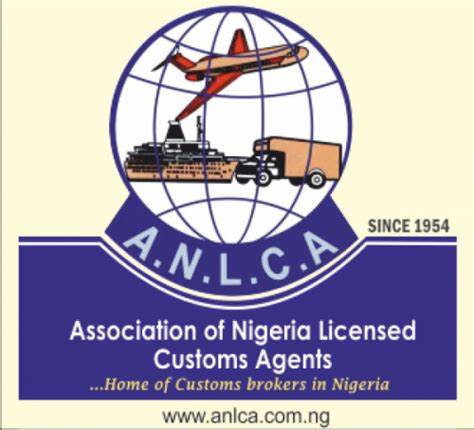 SINCE 1954
A.N.L.C.A
Association of Nigeria Licensed
Customs Agents
...Home of Customs brokers in Nigeria
www.anlca.com.ng